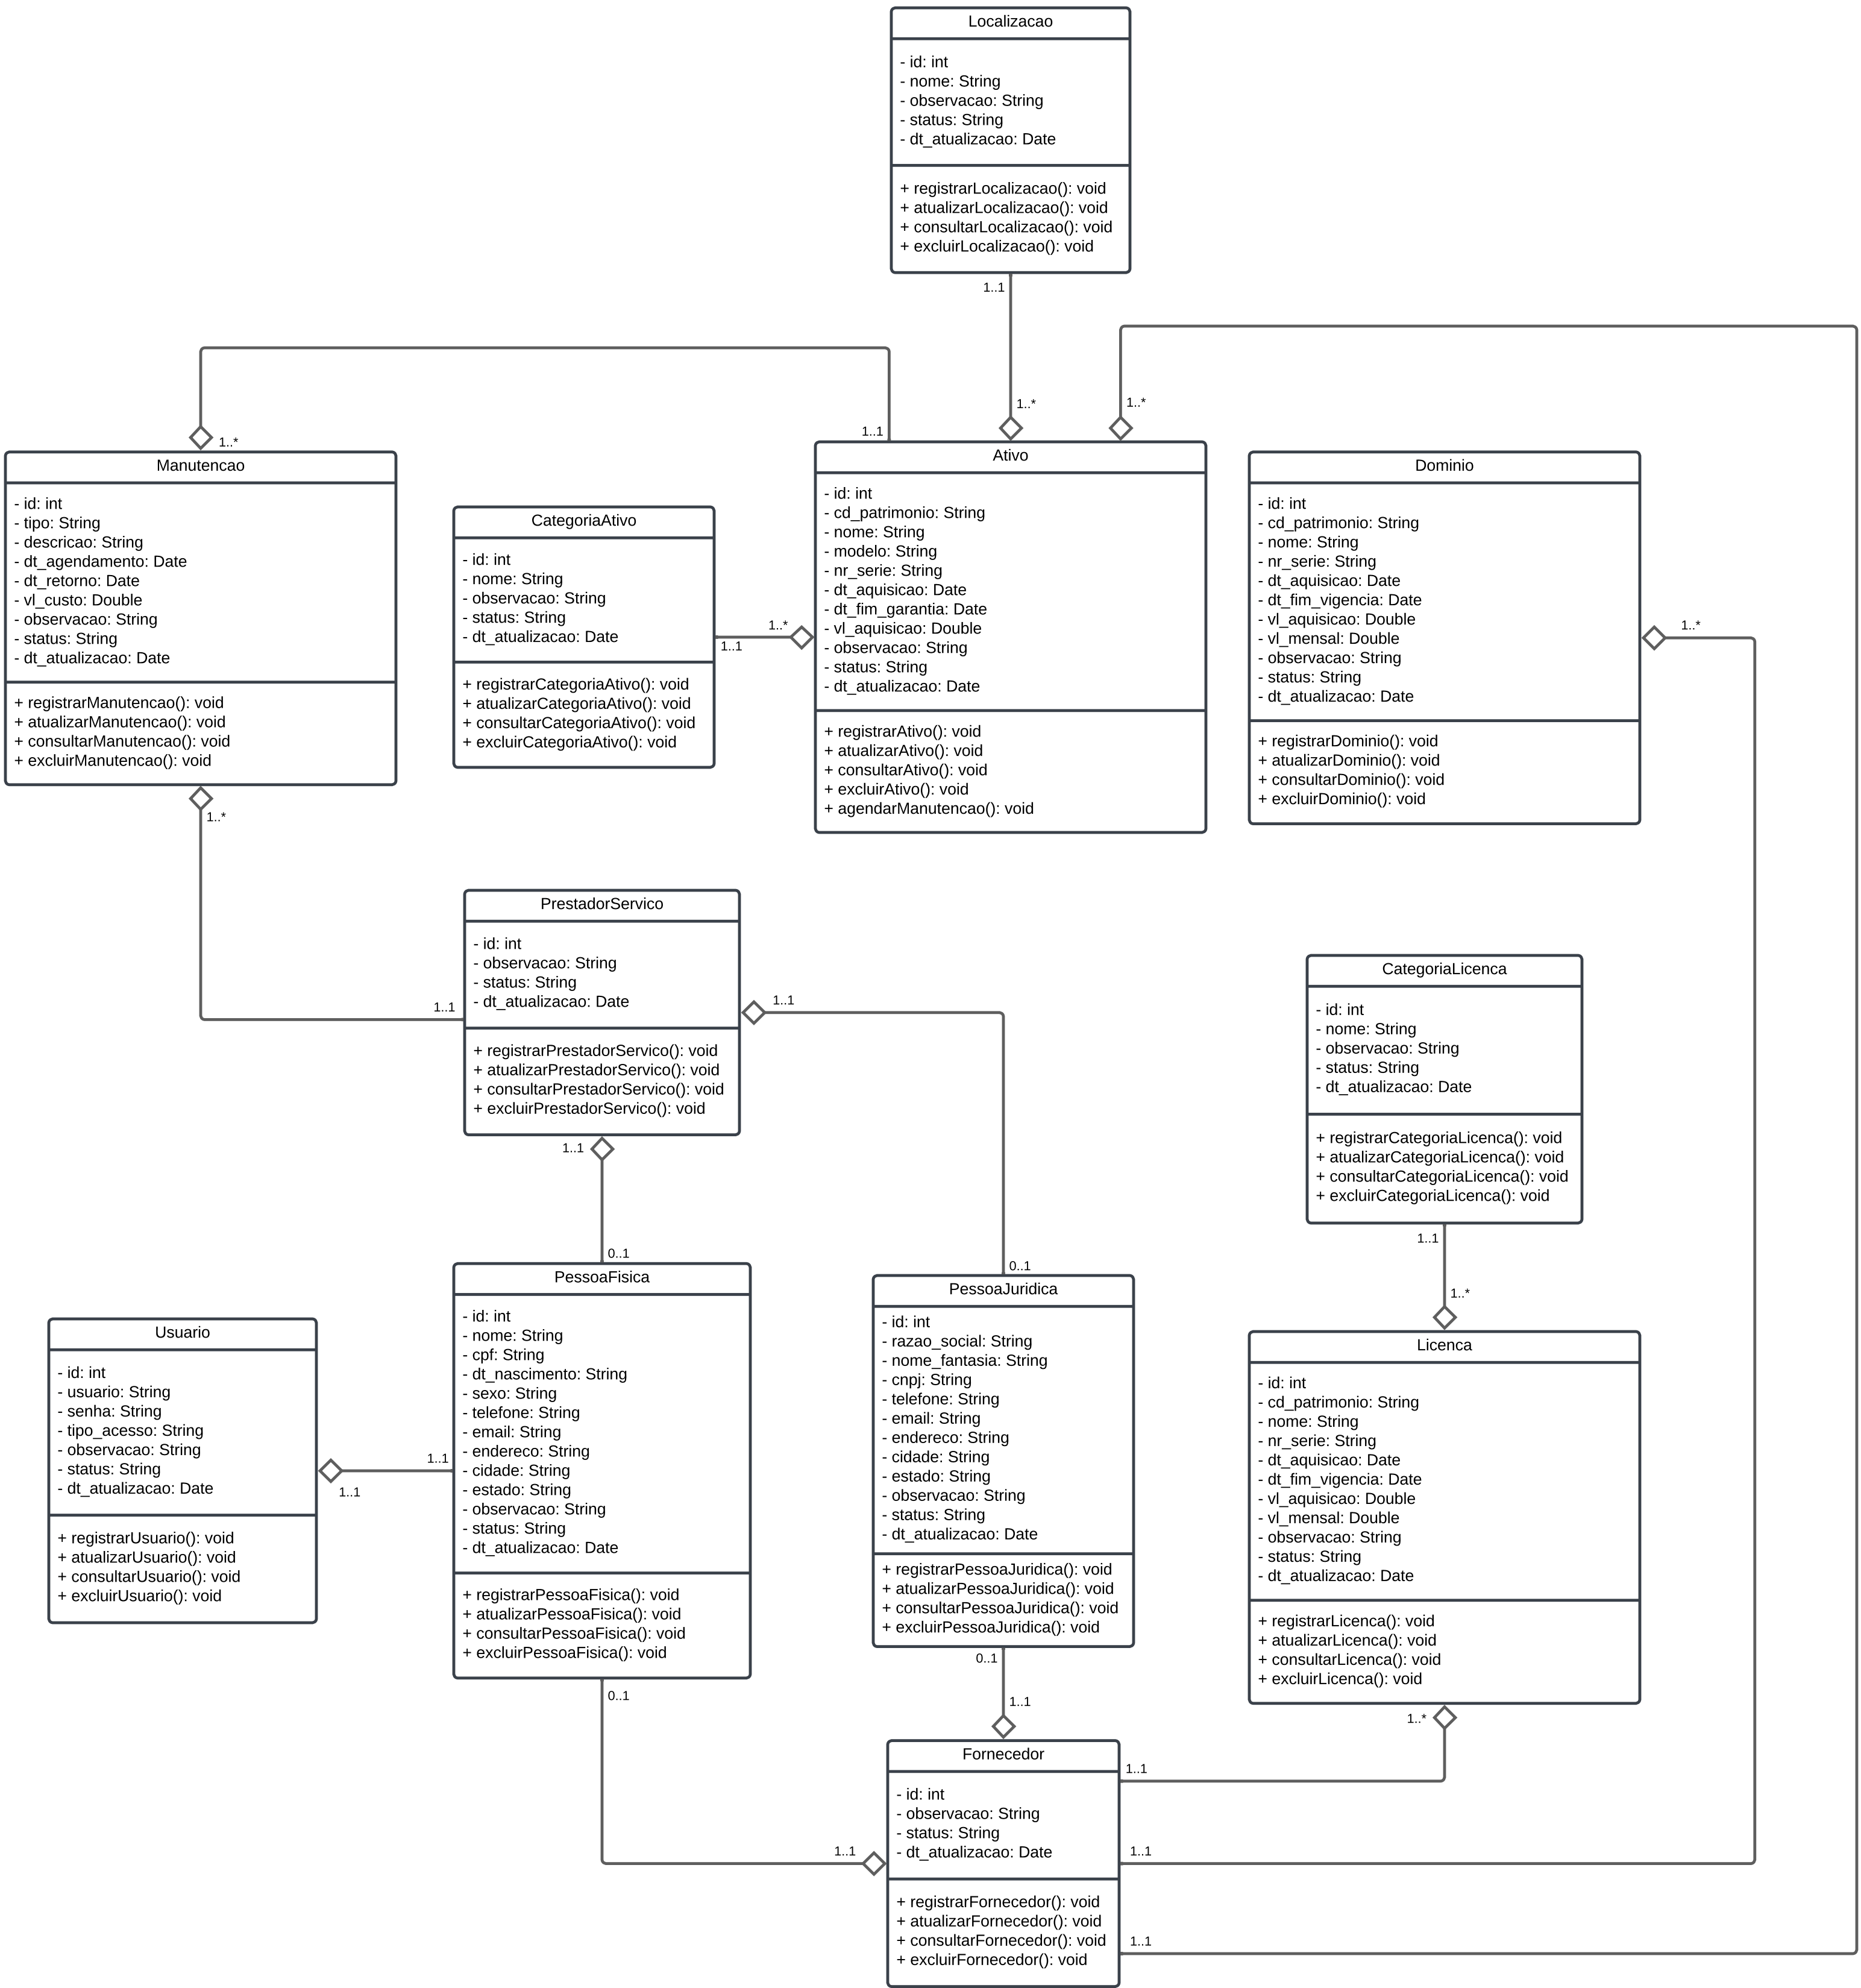 Localizacao
- id: int
- nome: String
- observacao: String
- status: String
- dt_atualizacao: Date
+ registrarLocalizacao(): void
+ atualizarLocalizacao(): void
+ consultarLocalizacao(): void
+ excluirLocalizacao(): void
1..1
1..*
1..*
1..1
1..*
Manutencao
- id: int
- tipo: String
- descricao: String
- dt_agendamento: Date
- dt_retorno: Date
- vl_custo: Double
- observacao: String
- status: String
- dt_atualizacao: Date
+ registrarManutencao(): void
+ atualizarManutencao(): void
+ consultarManutencao(): void
+ excluirManutencao(): void
1..*
1..1
CategoriaAtivo
- id: int
- nome: String
- observacao: String
- status: String
- dt_atualizacao: Date
+ registrarCategoriaAtivo(): void
+ atualizarCategoriaAtivo(): void
+ consultarCategoriaAtivo(): void
+ excluirCategoriaAtivo(): void
1..*
1..1
Ativo
- id: int
- cd_patrimonio: String
- nome: String
- modelo: String
- nr_serie: String
- dt_aquisicao: Date
- dt_fim_garantia: Date
- vl_aquisicao: Double
- observacao: String
- status: String
- dt_atualizacao: Date
+ registrarAtivo(): void
+ atualizarAtivo(): void
+ consultarAtivo(): void
+ excluirAtivo(): void
+ agendarManutencao(): void
Dominio
- id: int
- cd_patrimonio: String
- nome: String
- nr_serie: String
- dt_aquisicao: Date
- dt_fim_vigencia: Date
- vl_aquisicao: Double
- vl_mensal: Double
- observacao: String
- status: String
- dt_atualizacao: Date
+ registrarDominio(): void
+ atualizarDominio(): void
+ consultarDominio(): void
+ excluirDominio(): void
1..*
PrestadorServico
- id: int
- observacao: String
- status: String
- dt_atualizacao: Date
+ registrarPrestadorServico(): void
+ atualizarPrestadorServico(): void
+ consultarPrestadorServico(): void
+ excluirPrestadorServico(): void
1..1
1..1
0..1
0..1
CategoriaLicenca
- id: int
- nome: String
- observacao: String
- status: String
- dt_atualizacao: Date
+ registrarCategoriaLicenca(): void
+ atualizarCategoriaLicenca(): void
+ consultarCategoriaLicenca(): void
+ excluirCategoriaLicenca(): void
1..1
1..*
Usuario
- id: int
- usuario: String
- senha: String
- tipo_acesso: String
- observacao: String
- status: String
- dt_atualizacao: Date
+ registrarUsuario(): void
+ atualizarUsuario(): void
+ consultarUsuario(): void
+ excluirUsuario(): void
1..1
1..1
PessoaFisica
- id: int
- nome: String
- cpf: String
- dt_nascimento: String
- sexo: String
- telefone: String
- email: String
- endereco: String
- cidade: String
- estado: String
- observacao: String
- status: String
- dt_atualizacao: Date
+ registrarPessoaFisica(): void
+ atualizarPessoaFisica(): void
+ consultarPessoaFisica(): void
+ excluirPessoaFisica(): void
0..1
PessoaJuridica
- id: int
- razao_social: String
- nome_fantasia: String
- cnpj: String
- telefone: String
- email: String
- endereco: String
- cidade: String
- estado: String
- observacao: String
- status: String
- dt_atualizacao: Date
+ registrarPessoaJuridica(): void
+ atualizarPessoaJuridica(): void
+ consultarPessoaJuridica(): void
+ excluirPessoaJuridica(): void
0..1
1..1
Licenca
- id: int
- cd_patrimonio: String
- nome: String
- nr_serie: String
- dt_aquisicao: Date
- dt_fim_vigencia: Date
- vl_aquisicao: Double
- vl_mensal: Double
- observacao: String
- status: String
- dt_atualizacao: Date
+ registrarLicenca(): void
+ atualizarLicenca(): void
+ consultarLicenca(): void
+ excluirLicenca(): void
1..*
1..1
Fornecedor
- id: int
- observacao: String
- status: String
- dt_atualizacao: Date
+ registrarFornecedor(): void
+ atualizarFornecedor(): void
+ consultarFornecedor(): void
+ excluirFornecedor(): void
1..1
1..1
1..1